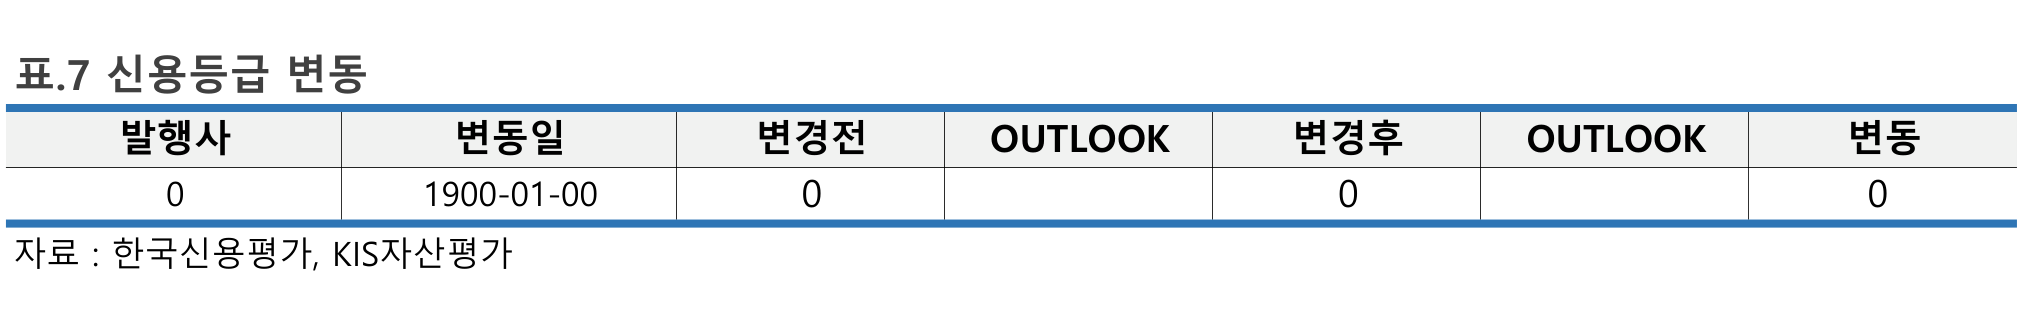 표.7 신용등급 변동
발행사 변동일 변경전 OUTLOOK 변경후 OUTLOOK 변동
0 1900-01-00 0 0 0
자료 : 한국신용평가, KIS자산평가